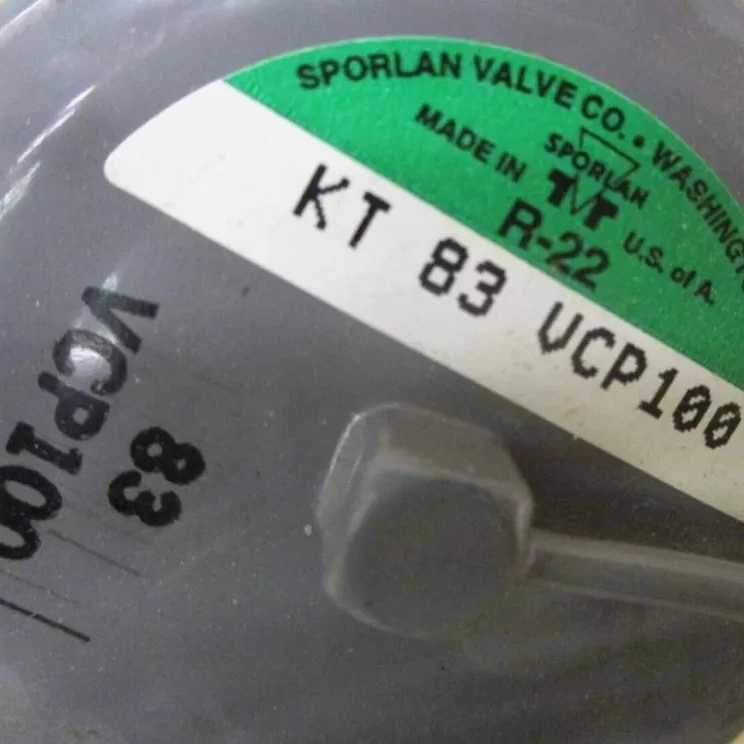 SPORLAN VALVE CO. • WASHINGT
MADE IN
SPORLAN
R-22
U.S. of A.
KT 83 VCP100
83
VCP100